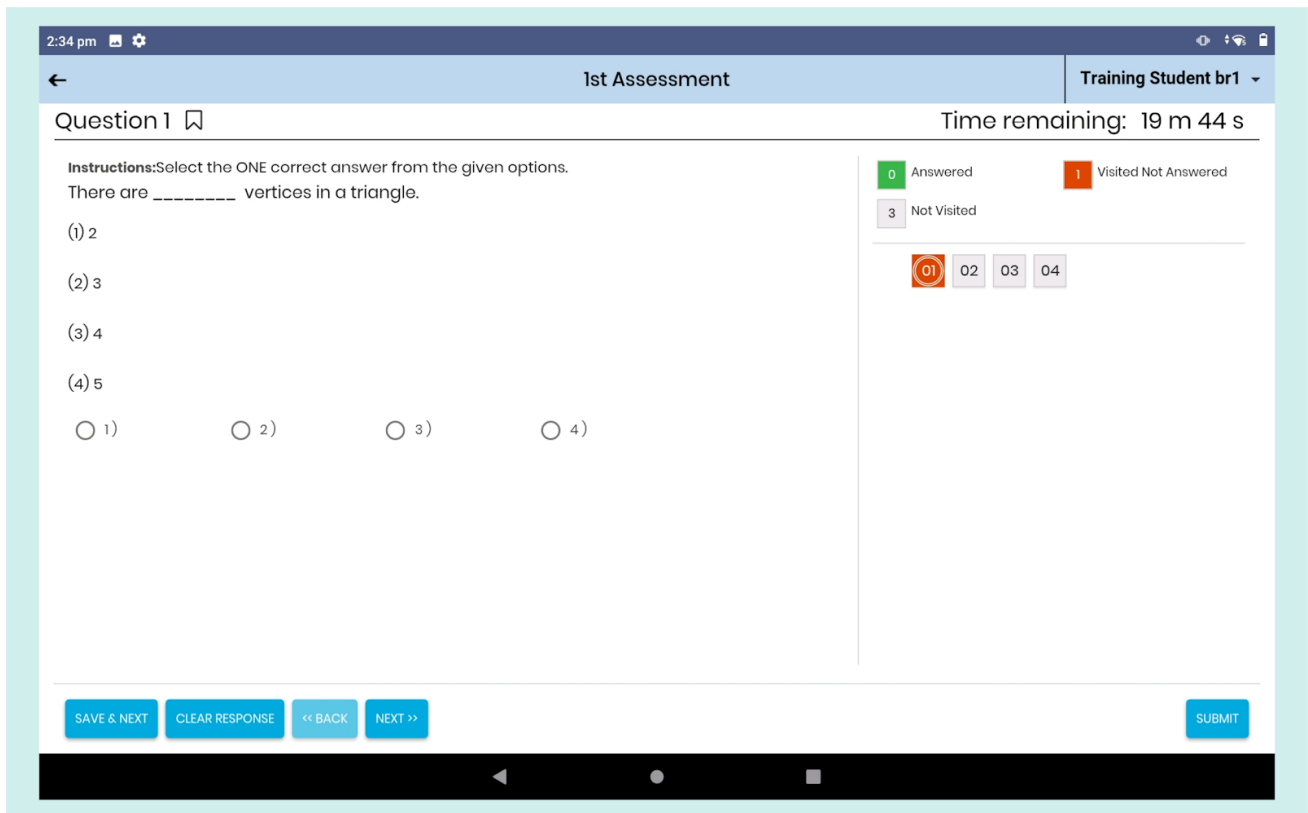 2:34 pm
1st Assessment
Training Student br1
Question 1
Time remaining: 19 m 44 s
Instructions:Select the ONE correct answer from the given options.
There are ________ vertices in a triangle.
(1) 2
(2) 3
(3) 4
(4) 5
1)
2)
3)
4)
0 Answered
1 Visited Not Answered
3 Not Visited
01 02 03 04
SAVE & NEXT
CLEAR RESPONSE
<< BACK
NEXT >>
SUBMIT